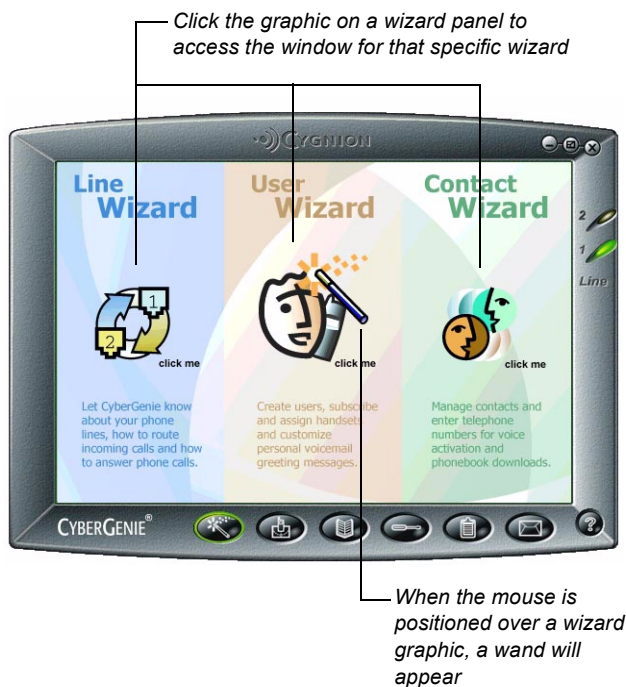 Click the graphic on a wizard panel to
access the window for that specific wizard
CYGNION
Line
Wizard
User
Wizard
Contact
Wizard
2
1
Line
1
2
click me
click me
click me
Let CyberGenie know
about your phone
lines, how to route
incoming calls and how
to answer phone calls.
Create users, subscribe
and assign handsets
and customize
personal voicemail
greeting messages.
Manage contacts and
enter telephone
numbers for voice
activation and
phonebook downloads.
CYBERGENIE®
?
When the mouse is
positioned over a wizard
graphic, a wand will
appear